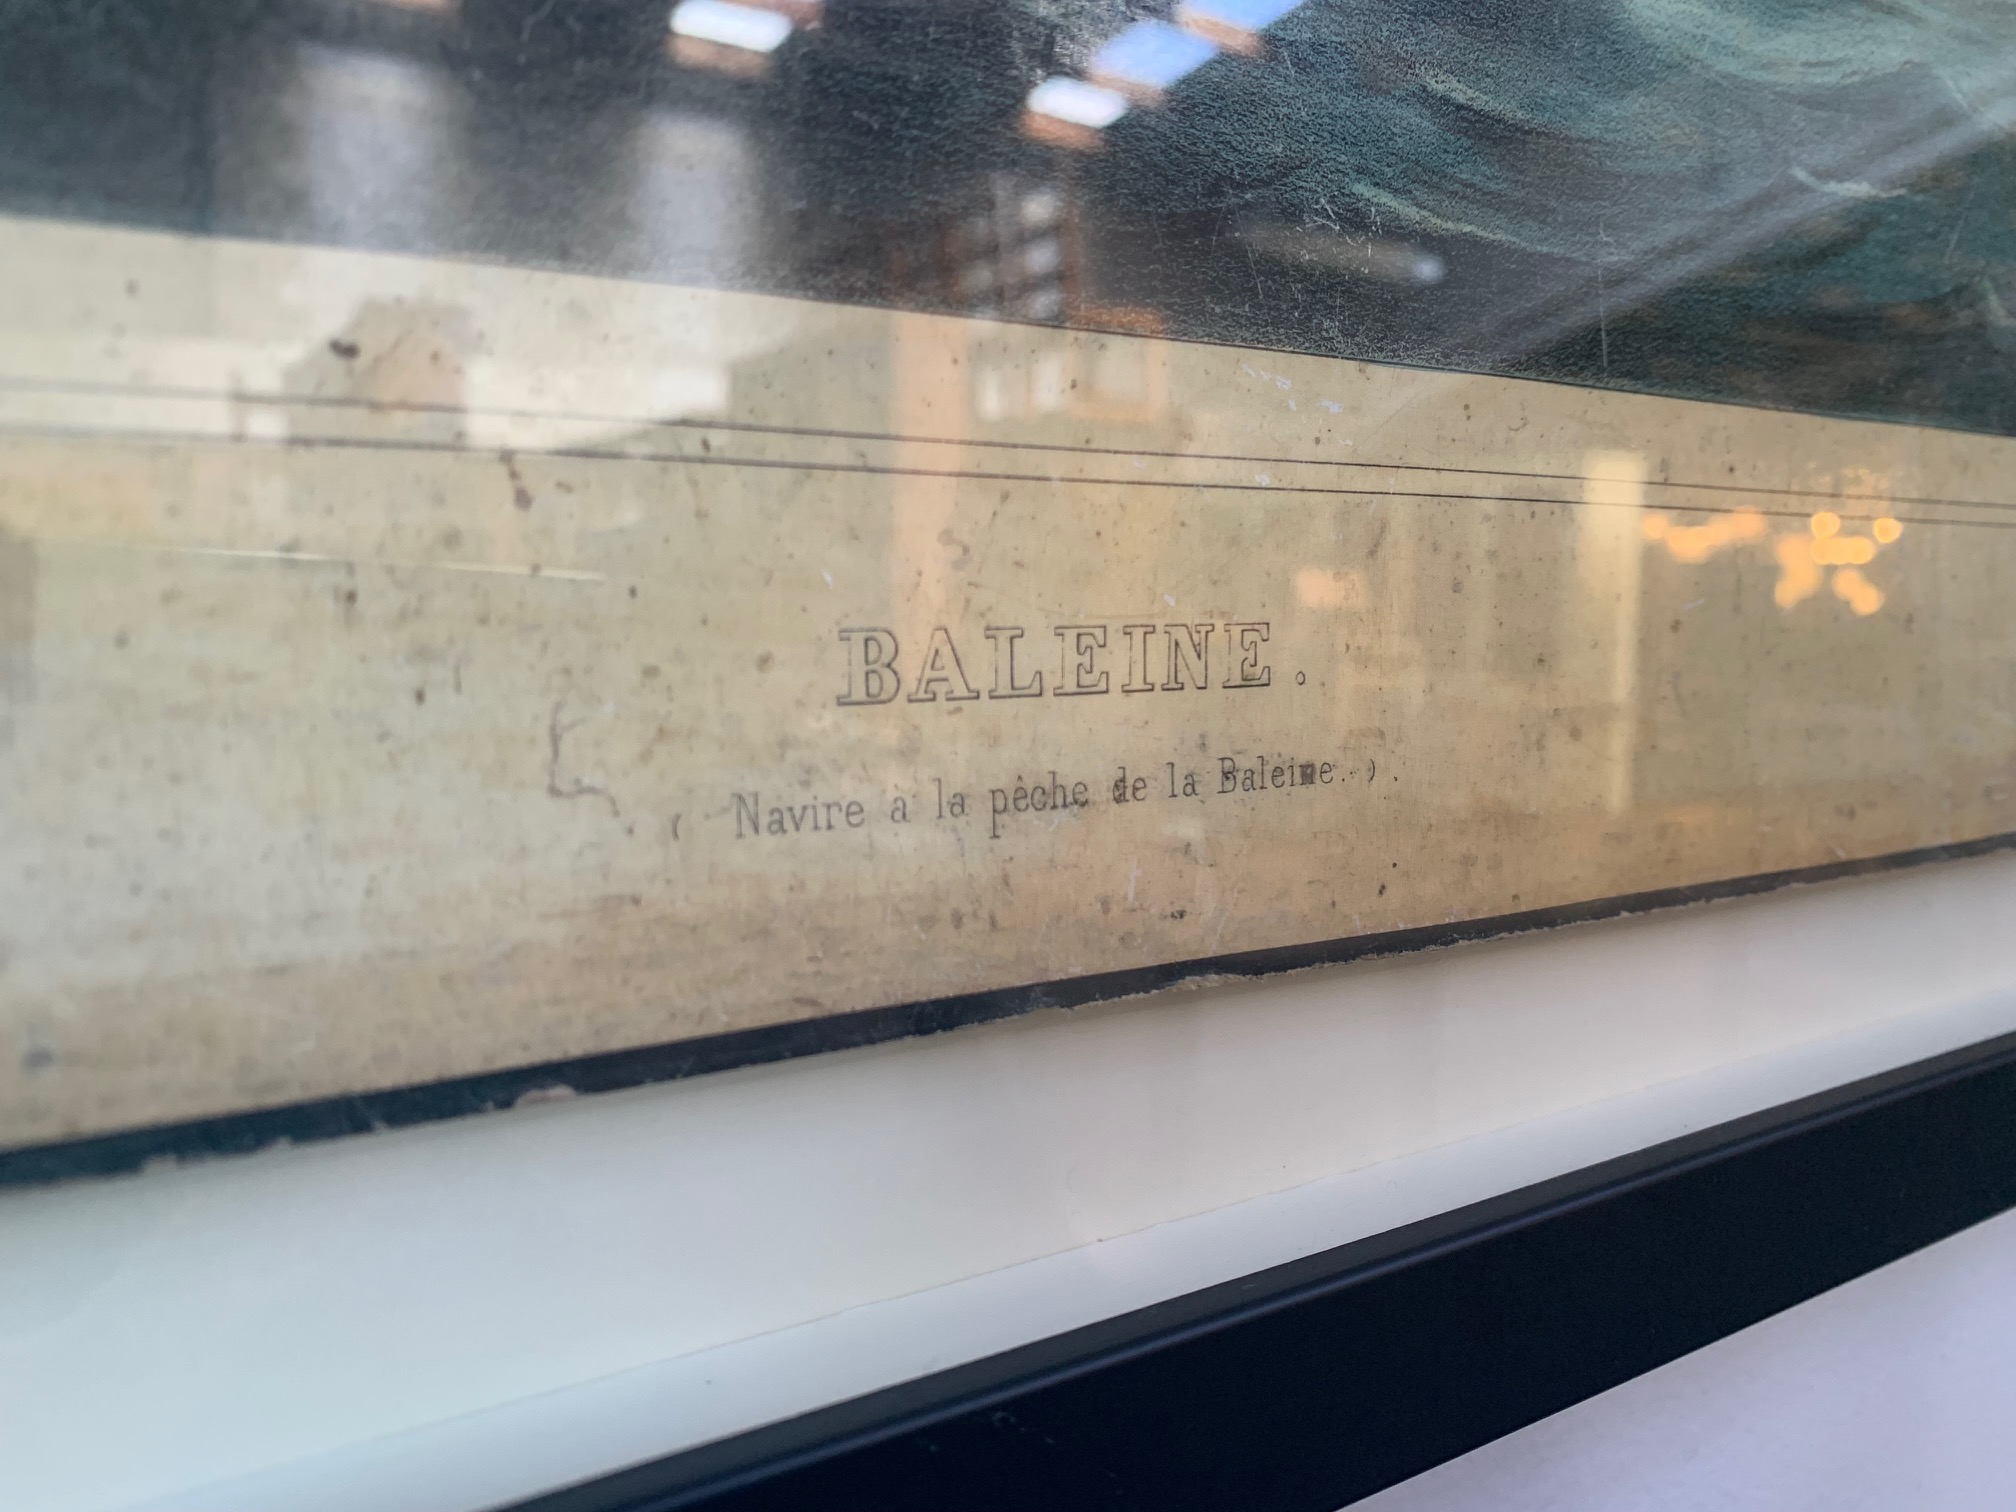 BALEINE.
( Navire à la pêche de la Baleine. ).